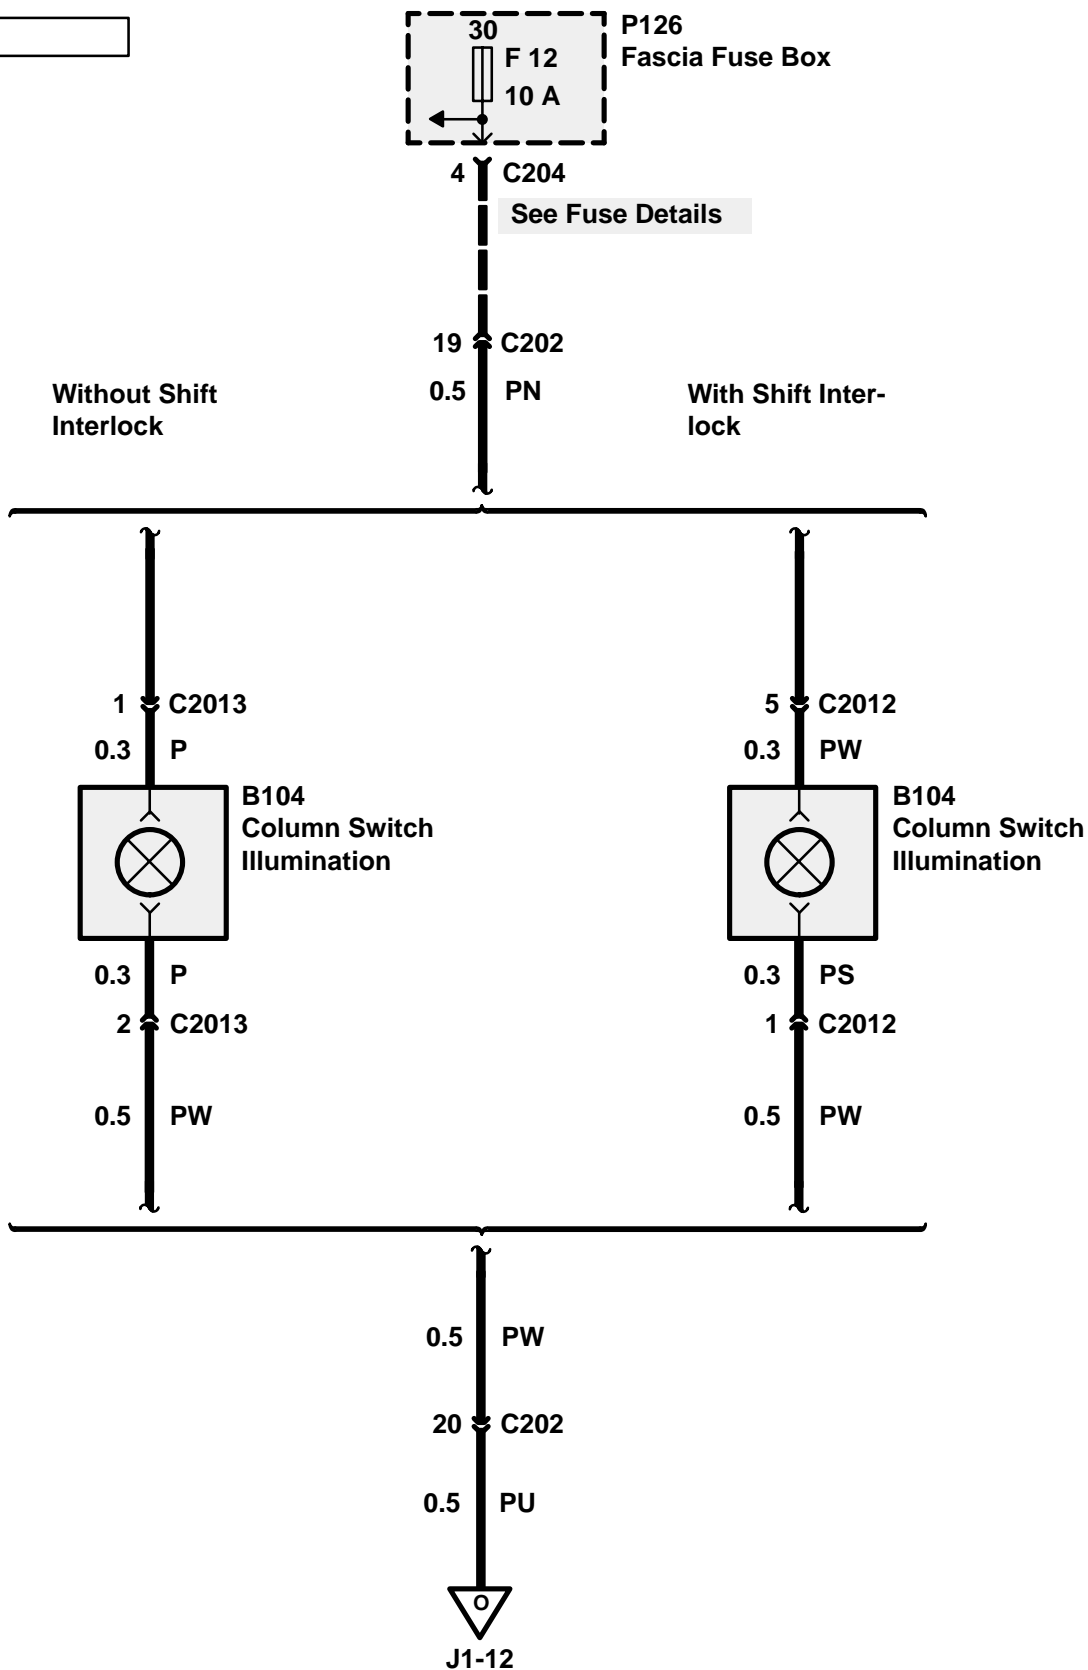 30
F 12
10 A
P126
Fascia Fuse Box
4 C204
See Fuse Details
19 C202
0.5 PN
Without Shift
Interlock
With Shift Inter-
lock
1 C2013
0.3 P
B104
Column Switch
Illumination
0.3 P
2 C2013
0.5 PW
5 C2012
0.3 PW
B104
Column Switch
Illumination
0.3 PS
1 C2012
0.5 PW
0.5 PW
20 C202
0.5 PU
O
J1-12